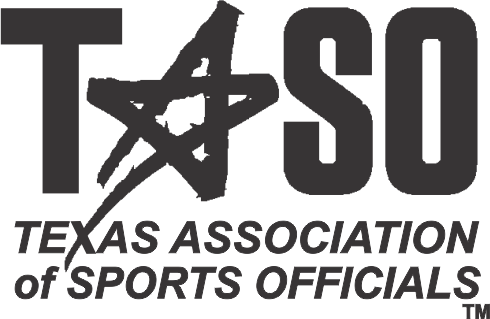 TASO
TEXAS ASSOCIATION
of SPORTS OFFICIALS
TM